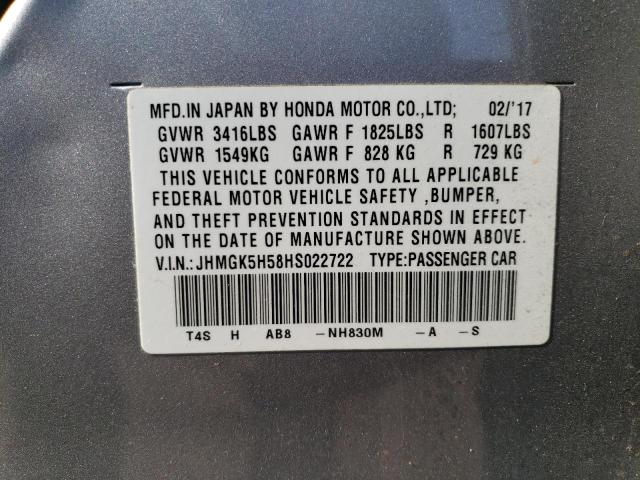 MFD.IN JAPAN BY HONDA MOTOR CO.,LTD; 02/'17
GVWR 3416LBS GAWR F 1825LBS R 1607LBS
GVWR 1549KG GAWR F 828 KG R 729 KG
THIS VEHICLE CONFORMS TO ALL APPLICABLE
FEDERAL MOTOR VEHICLE SAFETY ,BUMPER,
AND THEFT PREVENTION STANDARDS IN EFFECT
ON THE DATE OF MANUFACTURE SHOWN ABOVE.
V.I.N.:JHMGK5H58HS022722 TYPE:PASSENGER CAR
T4S H AB8 -NH830M -A -S